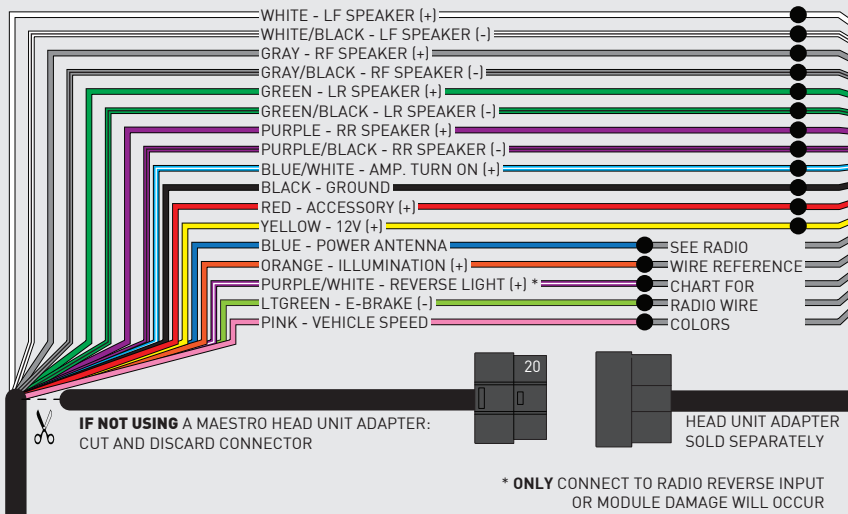 WHITE - LF SPEAKER (+)
WHITE/BLACK - LF SPEAKER (-)
GRAY - RF SPEAKER (+)
GRAY/BLACK - RF SPEAKER (-)
GREEN - LR SPEAKER (+)
GREEN/BLACK - LR SPEAKER (-)
PURPLE - RR SPEAKER (+)
PURPLE/BLACK - RR SPEAKER (-)
BLUE/WHITE - AMP. TURN ON (+)
BLACK - GROUND
RED - ACCESSORY (+)
YELLOW - 12V (+)
BLUE - POWER ANTENNA
ORANGE - ILLUMINATION (+)
PURPLE/WHITE - REVERSE LIGHT (+) *
LTGREEN - E-BRAKE (-)
PINK - VEHICLE SPEED
SEE RADIO
WIRE REFERENCE
CHART FOR
RADIO WIRE
COLORS
20
IF NOT USING A MAESTRO HEAD UNIT ADAPTER:
CUT AND DISCARD CONNECTOR
HEAD UNIT ADAPTER
SOLD SEPARATELY
* ONLY CONNECT TO RADIO REVERSE INPUT
OR MODULE DAMAGE WILL OCCUR